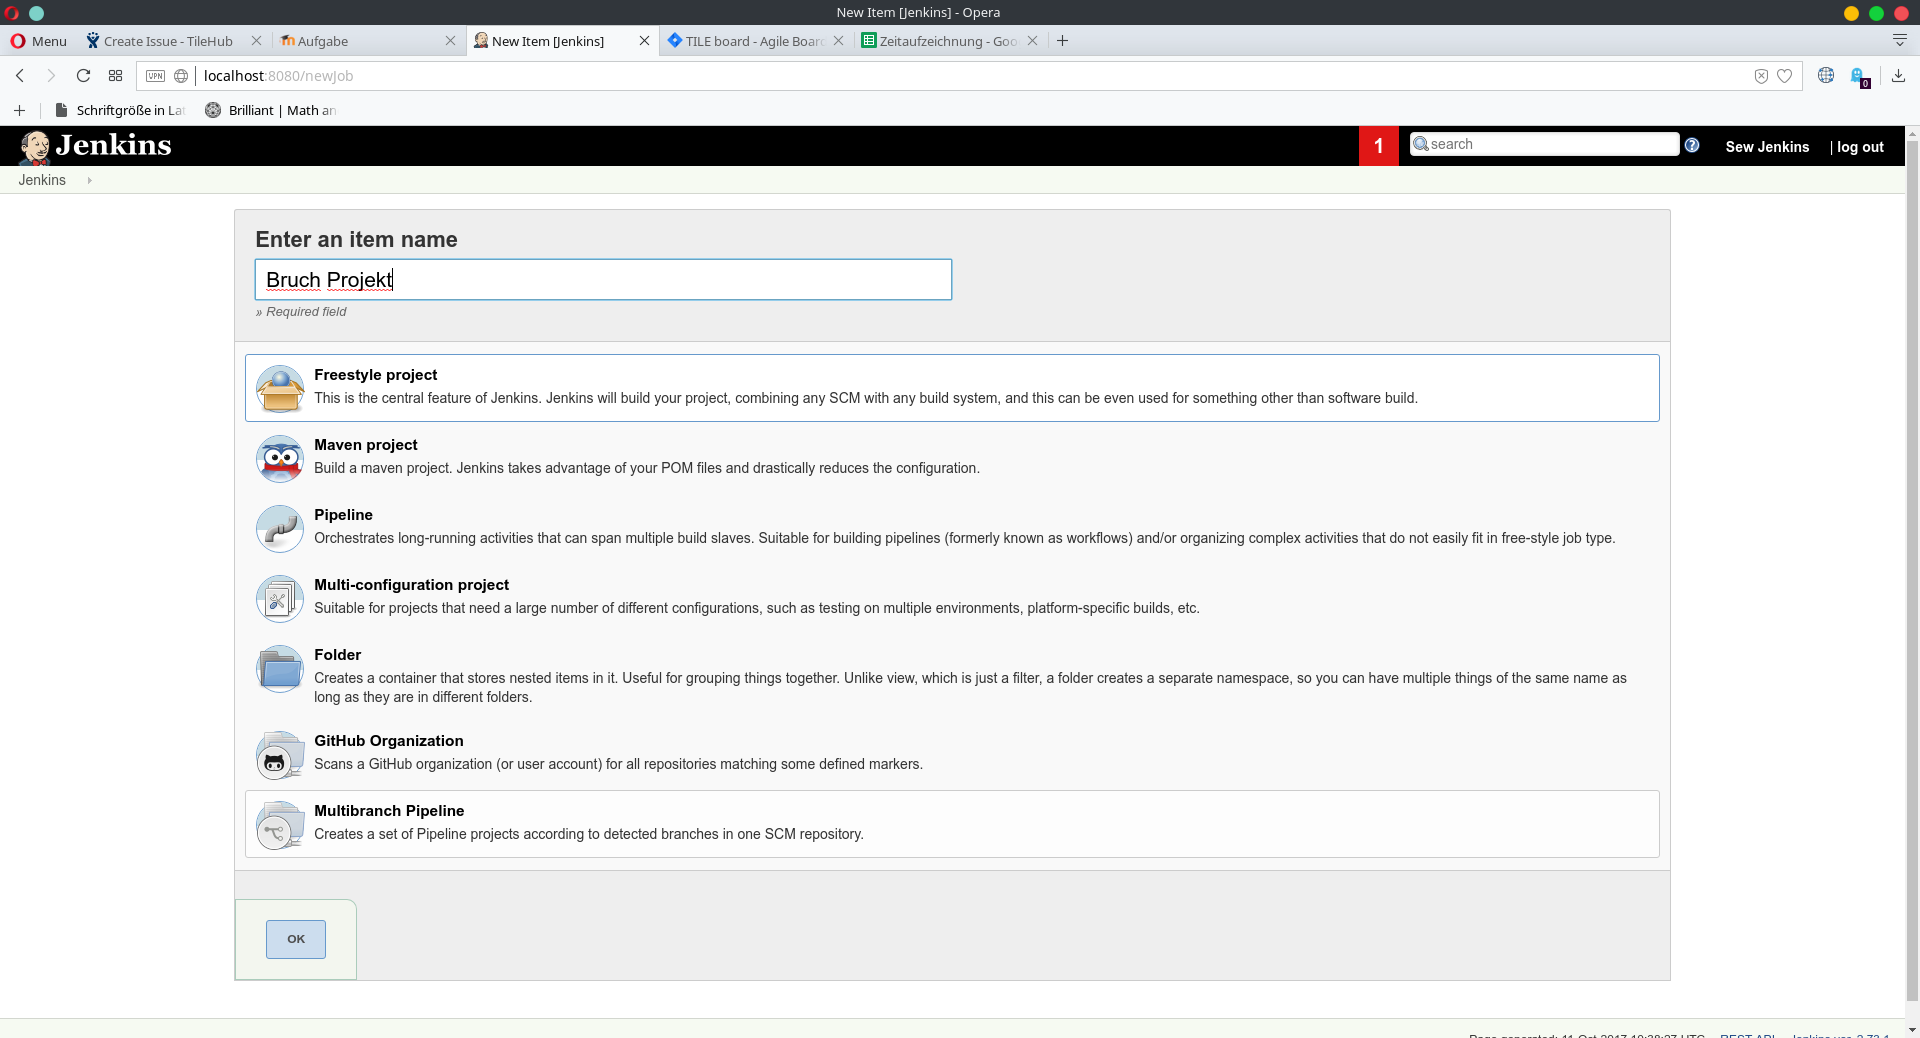 New Item [Jenkins] - Opera
Menu
Create Issue - TileHub
Aufgabe
New Item [Jenkins]
TILE board - Agile Boar
Zeitaufzeichnung - Goo
VPN
localhost:8080/newJob
0
Schriftgröße in Lat
Brilliant | Math an
Jenkins
1
search
?
Sew Jenkins
| log out
Jenkins
Enter an item name
Bruch Projekt
» Required field
Freestyle project
This is the central feature of Jenkins. Jenkins will build your project, combining any SCM with any build system, and this can be even used for something other than software build.
Maven project
Build a maven project. Jenkins takes advantage of your POM files and drastically reduces the configuration.
Pipeline
Orchestrates long-running activities that can span multiple build slaves. Suitable for building pipelines (formerly known as workflows) and/or organizing complex activities that do not easily fit in free-style job type.
Multi-configuration project
Suitable for projects that need a large number of different configurations, such as testing on multiple environments, platform-specific builds, etc.
Folder
Creates a container that stores nested items in it. Useful for grouping things together. Unlike view, which is just a filter, a folder creates a separate namespace, so you can have multiple things of the same name as
long as they are in different folders.
GitHub Organization
Scans a GitHub organization (or user account) for all repositories matching some defined markers.
Multibranch Pipeline
Creates a set of Pipeline projects according to detected branches in one SCM repository.
OK